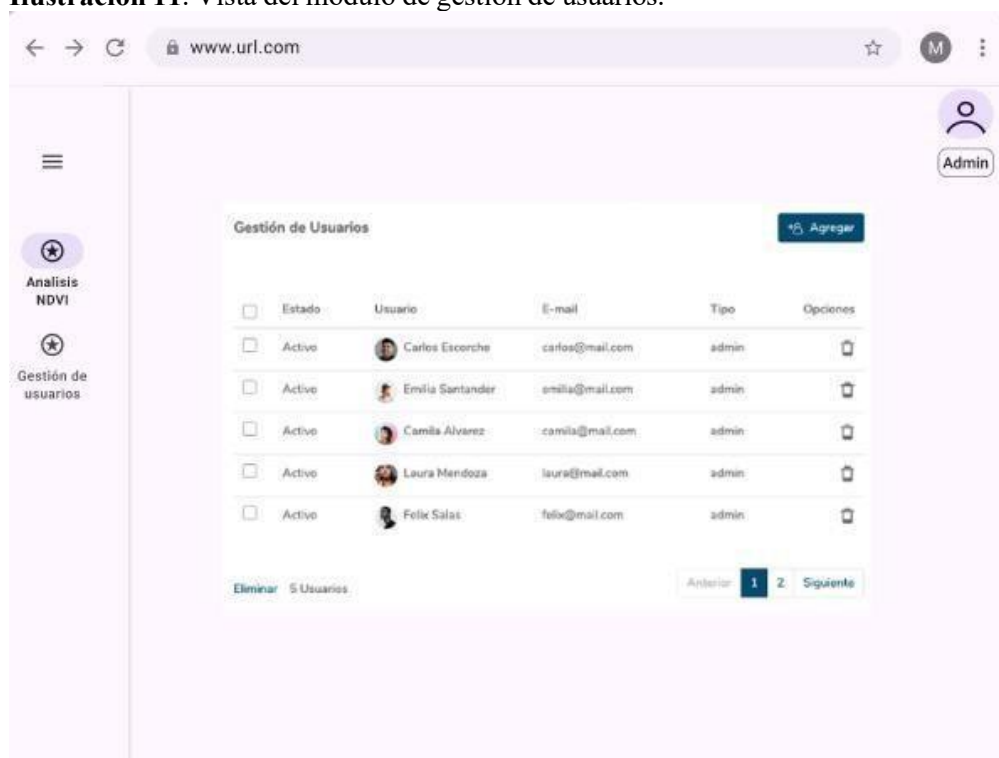 Ilustración 11. Vista del módulo de gestión de usuarios.
www.url.com
M
Admin
Analisis
NDVI
Gestión de
usuarios
Gestión de Usuarios
Agregar
Estado Usuario E-mail Tipo Opciones
Activo Carlos Escorche carlos@mail.com admin
Activo Emilia Santander emilia@mail.com admin
Activo Camila Alvarez camila@mail.com admin
Activo Laura Mendoza laura@mail.com admin
Activo Felix Salas felix@mail.com admin
Eliminar 5 Usuarios
Anterior 1 2 Siguiente